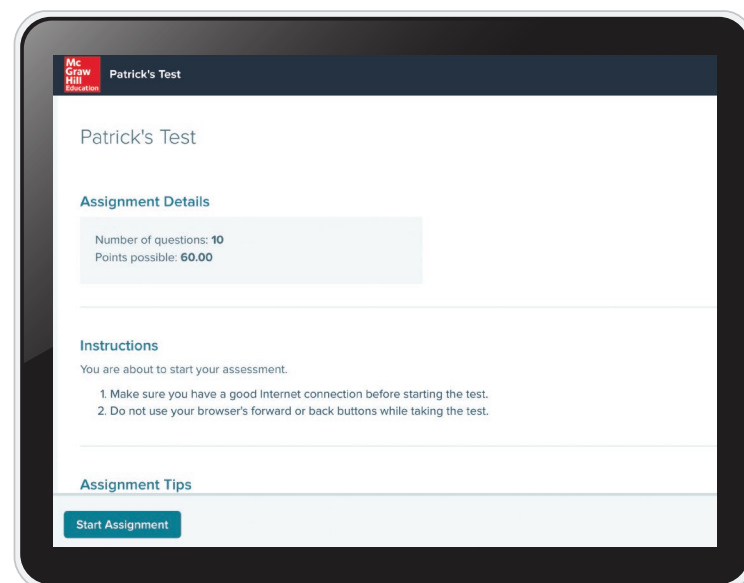 Mc
Graw
Hill
Education
Patrick's Test
Patrick's Test
Assignment Details
Number of questions: 10
Points possible: 60.00
Instructions
You are about to start your assessment.
1. Make sure you have a good Internet connection before starting the test.
2. Do not use your browser's forward or back buttons while taking the test.
Assignment Tips
Start Assignment